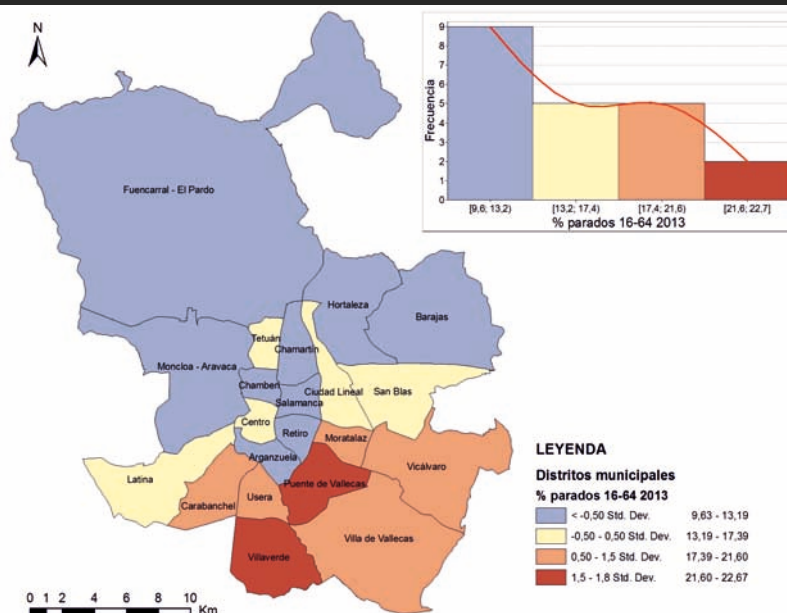 N
Fuencarral - El Pardo
Hortaleza
Barajas
Tetuán
Chamartín
Moncloa - Aravaca
Chamberí
Ciudad Lineal
San Blas
Salamanca
Centro
Retiro
Moratalaz
Arganzuela
Vicálvaro
Latina
Puente de Vallecas
Carabanchel
Usera
Villa de Vallecas
Villaverde
0 1 2 4 6 8 10
Km
Frecuencia
9
8
7
6
5
4
3
2
1
0
[9,6; 13,2) [13,2; 17,4) [17,4; 21,6) [21,6; 22,7]
% parados 16-64 2013
LEYENDA
Distritos municipales
% parados 16-64 2013
< -0,50 Std. Dev. 9,63 - 13,19
-0,50 - 0,50 Std. Dev. 13,19 - 17,39
0,50 - 1,5 Std. Dev. 17,39 - 21,60
1,5 - 1,8 Std. Dev. 21,60 - 22,67